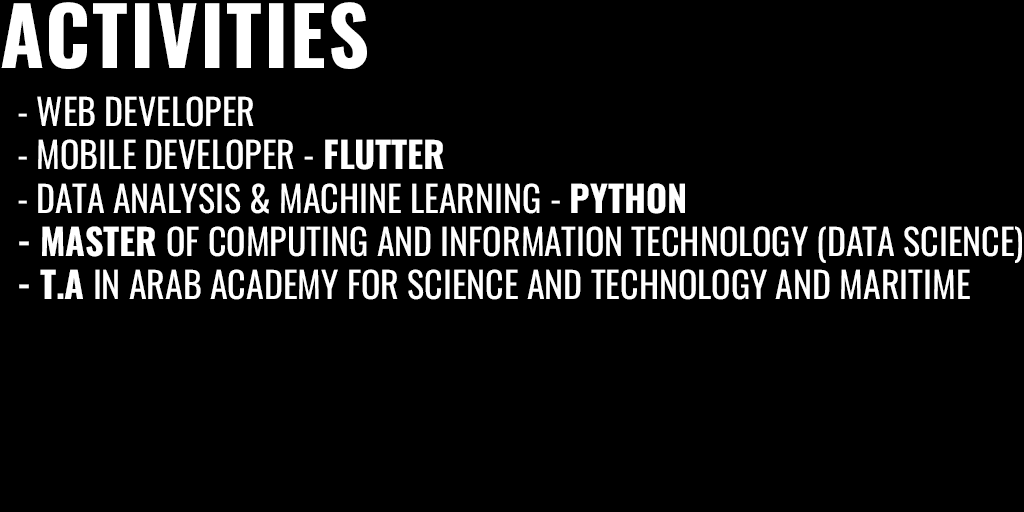 ACTIVITIES
- WEB DEVELOPER
- MOBILE DEVELOPER - FLUTTER
- DATA ANALYSIS & MACHINE LEARNING - PYTHON
- MASTER OF COMPUTING AND INFORMATION TECHNOLOGY (DATA SCIENCE)
- T.A IN ARAB ACADEMY FOR SCIENCE AND TECHNOLOGY AND MARITIME